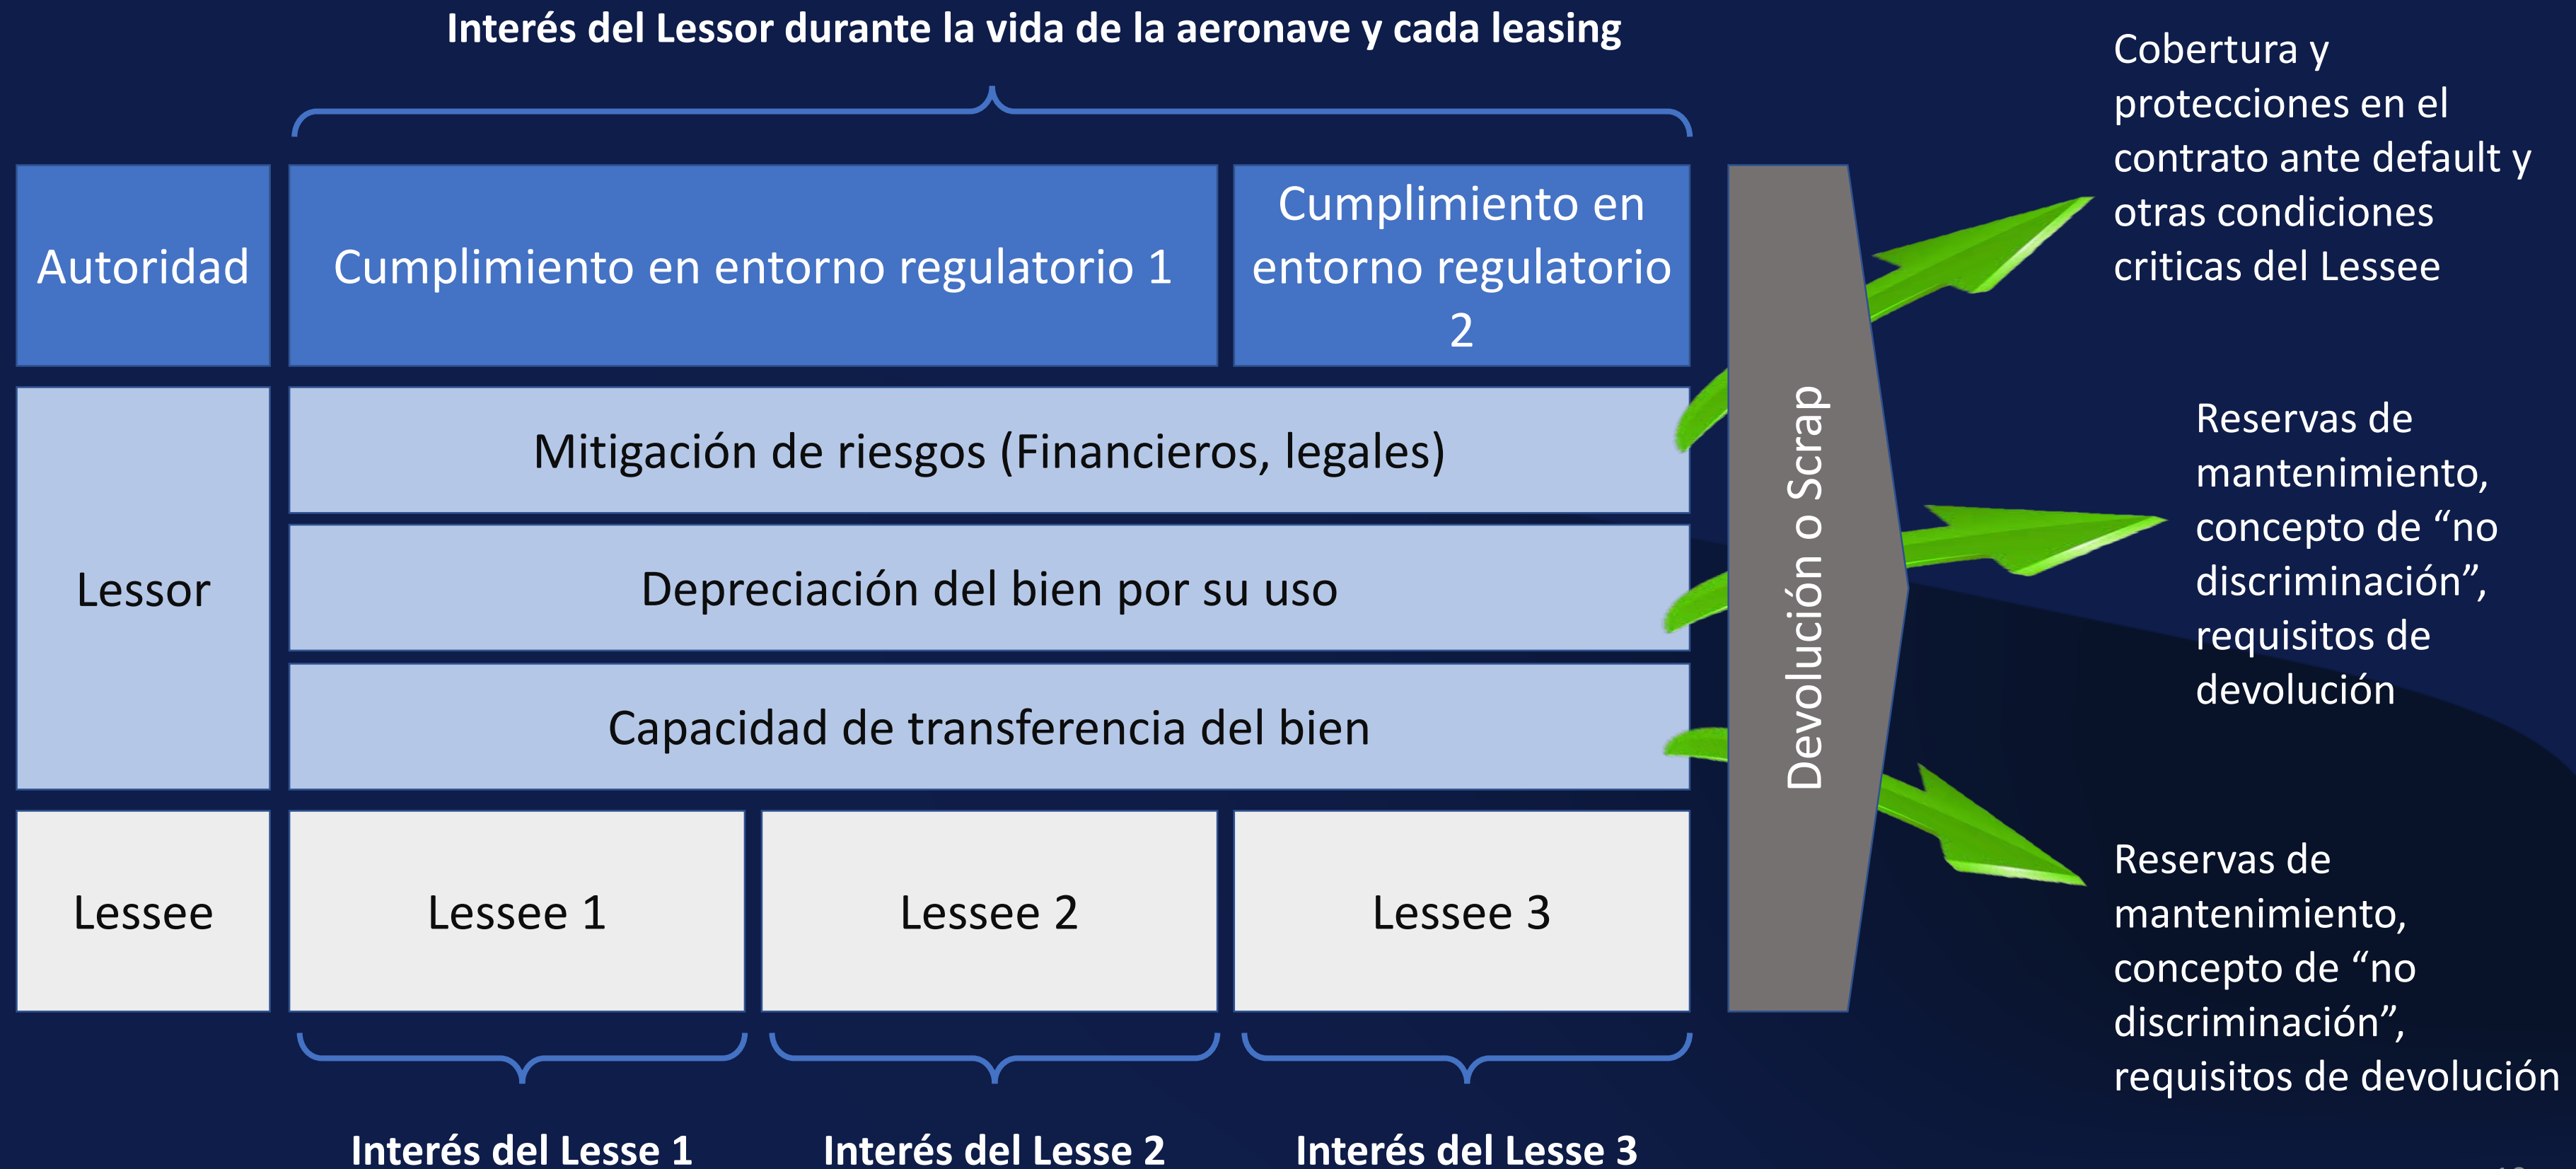 Interés del Lessor durante la vida de la aeronave y cada leasing
Autoridad
Cumplimiento en entorno regulatorio 1
Cumplimiento en
entorno regulatorio
2
Lessor
Mitigación de riesgos (Financieros, legales)
Depreciación del bien por su uso
Capacidad de transferencia del bien
Lessee
Lessee 1
Lessee 2
Lessee 3
Interés del Lesse 1
Interés del Lesse 2
Interés del Lesse 3
Devolución o Scrap
Cobertura y
protecciones en el
contrato ante default y
otras condiciones
criticas del Lessee
Reservas de
mantenimiento,
concepto de “no
discriminación”,
requisitos de
devolución
Reservas de
mantenimiento,
concepto de “no
discriminación”,
requisitos de devolución